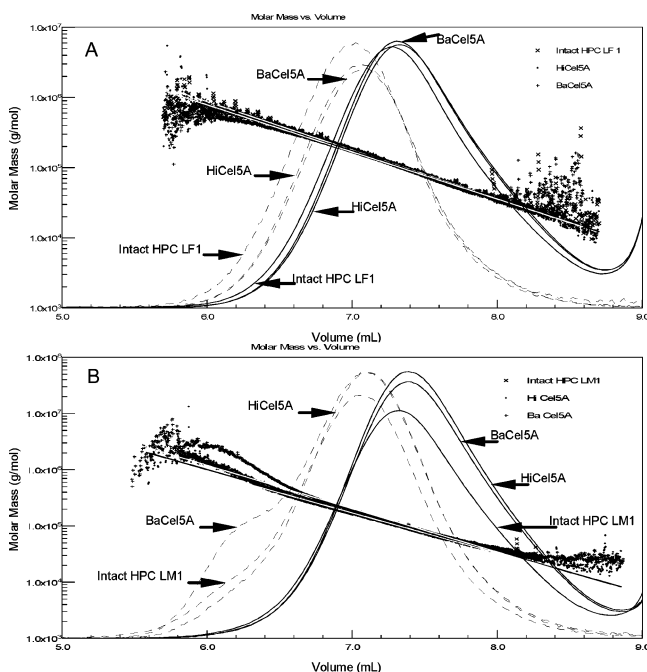 Molar Mass vs. Volume
A
1.0x10⁷
1.0x10⁶
1.0x10⁵
1.0x10⁴
1.0x10³
Molar Mass (g/mol)
BaCel5A
Intact HPC LF 1
HiCel5A
BaCel5A
BaCel5A
HiCel5A
HiCel5A
Intact HPC LF1
Intact HPC LF1
5.0 6.0 7.0 8.0 9.0
Volume (mL)
Molar Mass vs. Volume
B
1.0x10⁸
1.0x10⁷
1.0x10⁶
1.0x10⁵
1.0x10⁴
1.0x10³
Molar Mass (g/mol)
Intact HPC LM1
Hi Cel5A
Ba Cel5A
HiCel5A
BaCel5A
HiCel5A
BaCel5A
Intact HPC LM1
Intact HPC LM1
5.0 6.0 7.0 8.0 9.0
Volume (mL)